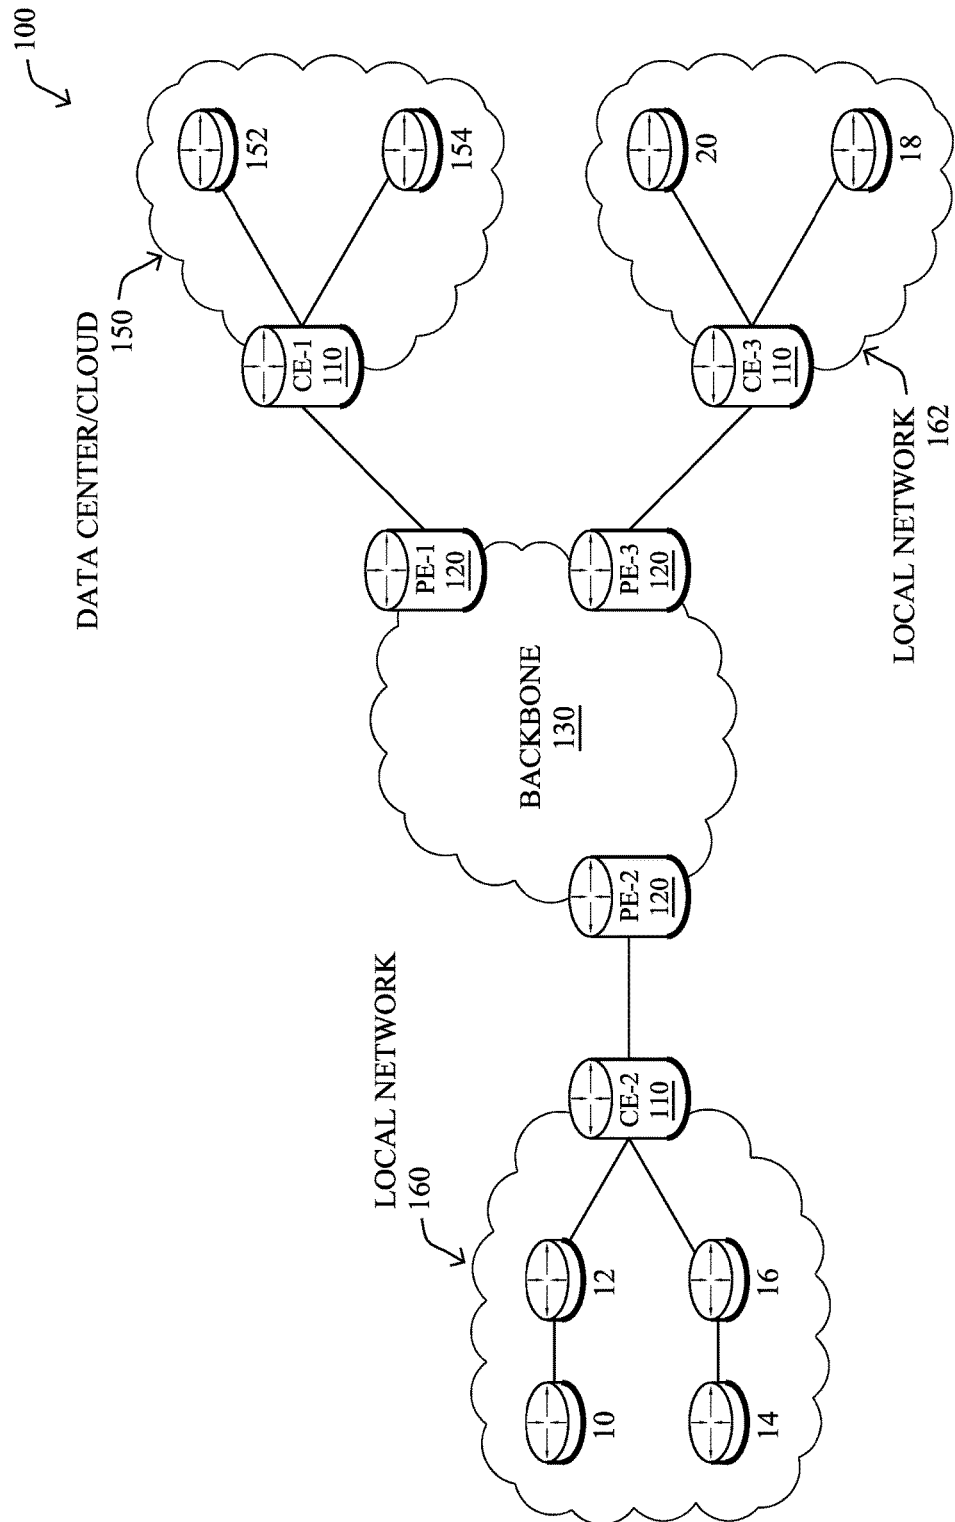 100
DATA CENTER/CLOUD
150
152
154
CE-1
110
PE-1
120
BACKBONE
130
PE-2
120
PE-3
120
LOCAL NETWORK
160
CE-2
110
10
12
14
16
CE-3
110
20
18
LOCAL NETWORK
162